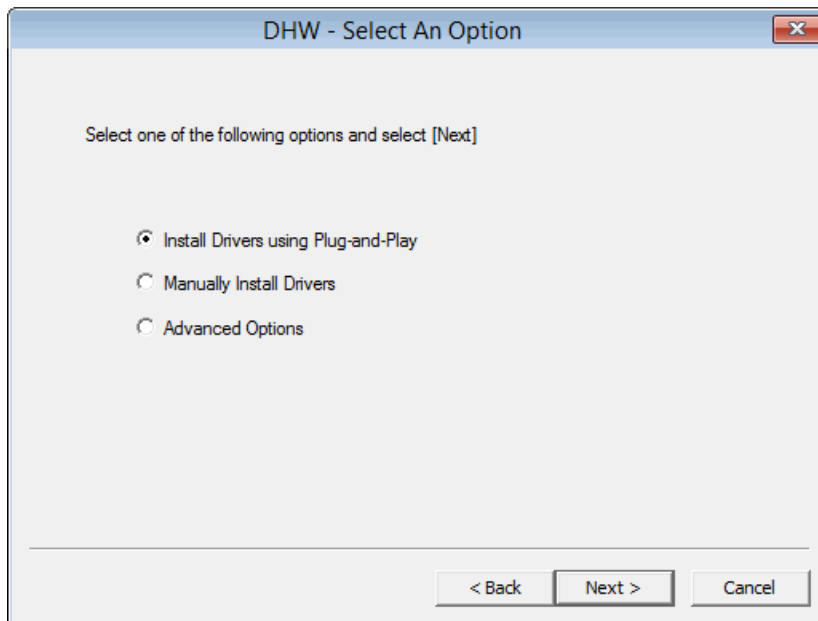 DHW - Select An Option
Select one of the following options and select [Next]
Install Drivers using Plug-and-Play
Manually Install Drivers
Advanced Options
< Back Next > Cancel